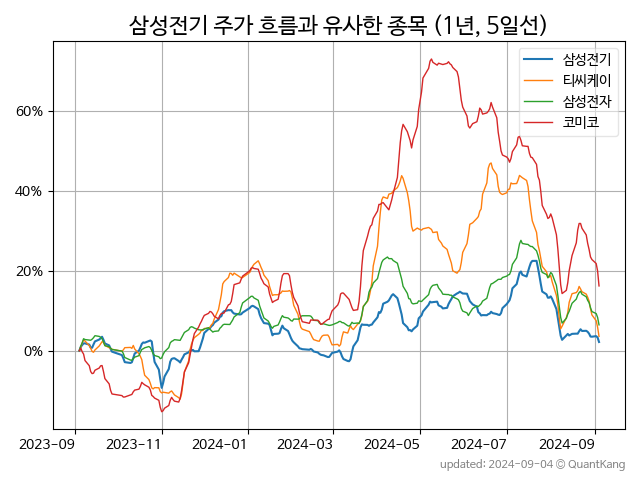 삼성전기 주가 흐름과 유사한 종목 (1년, 5일선)
삼성전기
티씨케이
삼성전자
코미코
60%
40%
20%
0%
2023-09 2023-11 2024-01 2024-03 2024-05 2024-07 2024-09
updated: 2024-09-04 © QuantKang